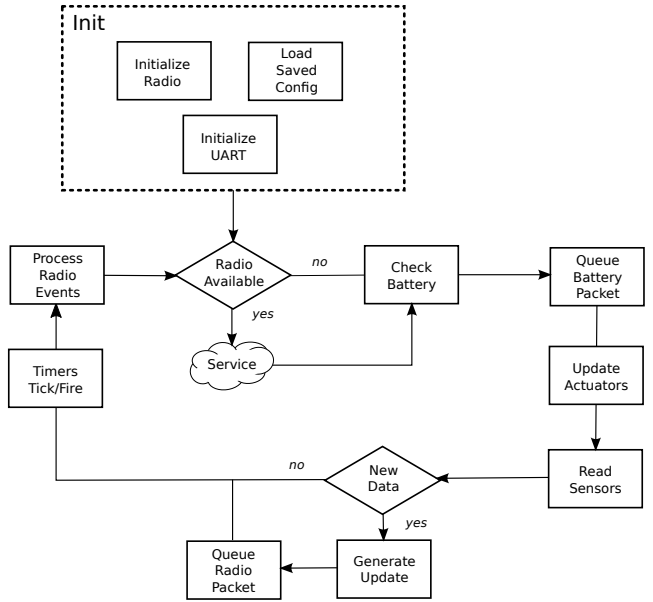 Init
Initialize
Radio
Load
Saved
Config
Initialize
UART
Process
Radio
Events
Radio
Available
no
Check
Battery
Queue
Battery
Packet
yes
Service
Timers
Tick/Fire
Update
Actuators
no
New
Data
Read
Sensors
yes
Queue
Radio
Packet
Generate
Update